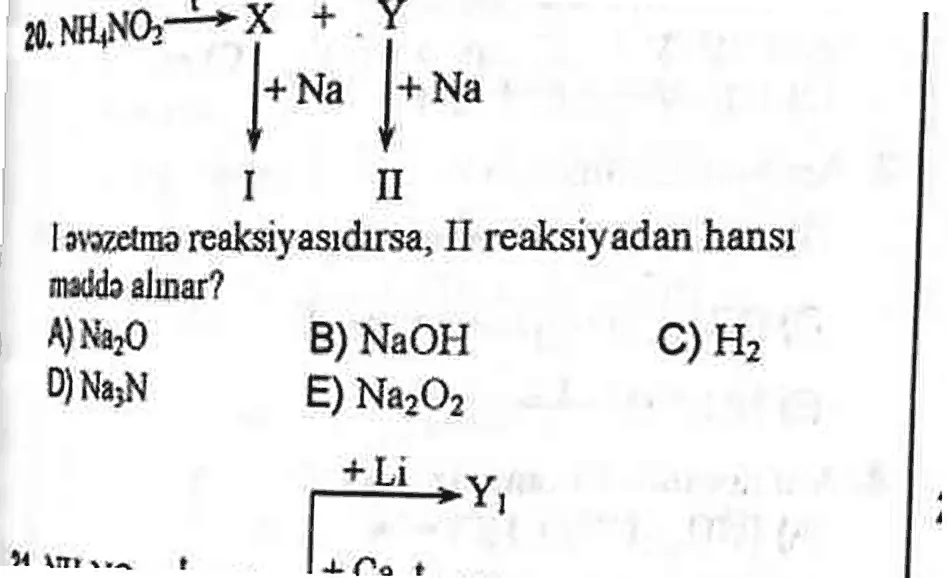 20. NH₄NO₂ t→ X + Y
+ Na + Na
I II
I əvəzetmə reaksiyasıdırsa, II reaksiyadan hansı
maddə alınar?
A) Na₂O B) NaOH C) H₂
D) Na₃N E) Na₂O₂
+ Li → Y₁
+ Ca t